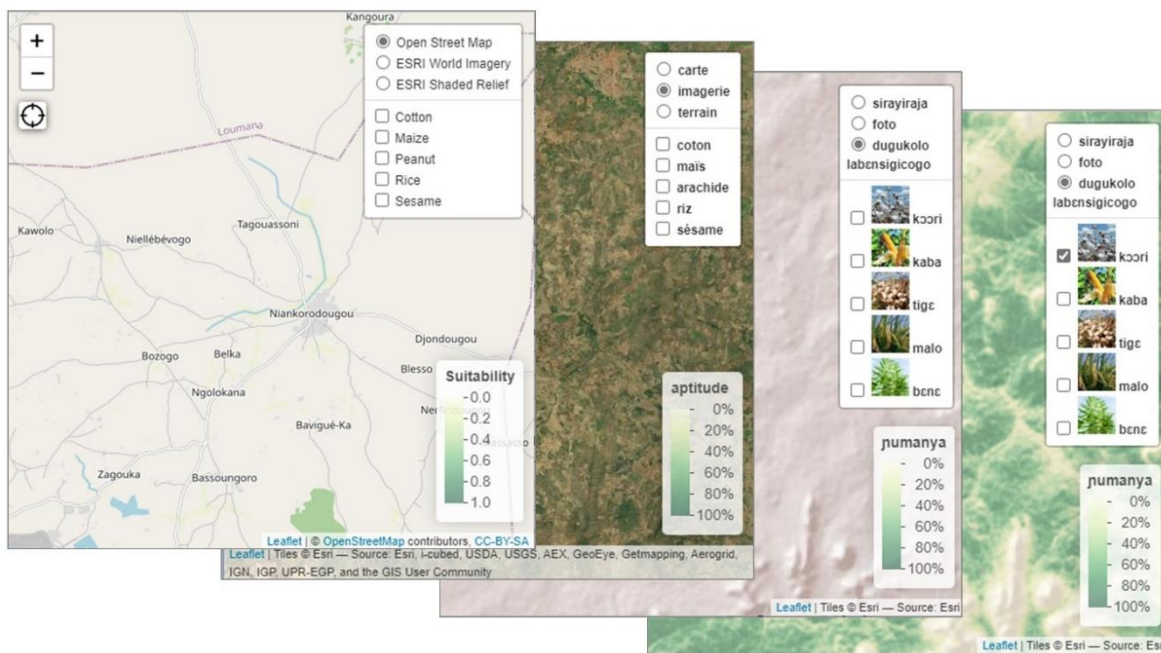 Kangoura
+
−
Open Street Map
ESRI World Imagery
ESRI Shaded Relief
Cotton
Maize
Peanut
Rice
Sesame
Loumana
Tagouassoni
Kawolo
Niellébévogo
Niankorodougou
Djondougou
Bozogo
Belka
Blesso
Ngolokana
Bavigué-Ka
Zagouka
Bassoungoro
Suitability
0.0
0.2
0.4
0.6
0.8
1.0
Leaflet | © OpenStreetMap contributors, CC-BY-SA
carte
imagerie
terrain
coton
maïs
arachide
riz
sèsame
aptitude
0%
20%
40%
60%
80%
100%
Leaflet | Tiles © Esri — Source: Esri, i-cubed, USDA, USGS, AEX, GeoEye, Getmapping, Aerogrid,
IGN, IGP, UPR-EGP, and the GIS User Community
sirayiraja
foto
dugukolo
labɛnsigicogo
kɔɔri
kaba
tigɛ
malo
bɛnɛ
ɲumanya
0%
20%
40%
60%
80%
100%
Leaflet | Tiles © Esri — Source: Esri
sirayiraja
foto
dugukolo
labɛnsigicogo
kɔɔri
kaba
tigɛ
malo
bɛnɛ
ɲumanya
0%
20%
40%
60%
80%
100%
Leaflet | Tiles © Esri — Source: